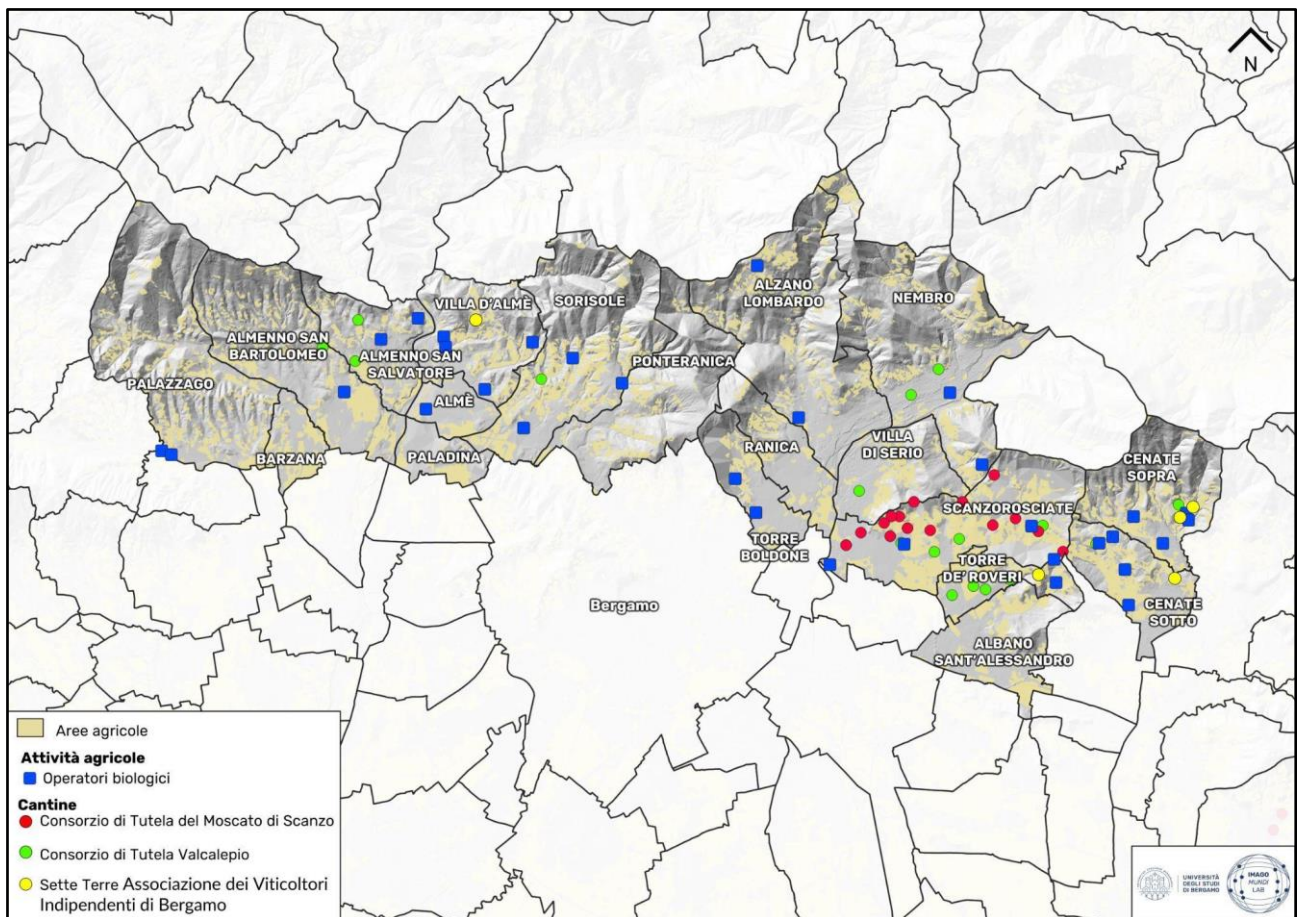 N
ALZANO
LOMBARDO
NEMBRO
VILLA D'ALMÈ
SORISOLE
ALMENNO SAN
BARTOLOMEO
ALMENNO SAN
SALVATORE
PONTERANICA
PALAZZAGO
ALMÈ
BARZANA
PALADINA
RANICA
VILLA
DI SERIO
CENATE
SOPRA
SCANZOROSCIATE
TORRE
BOLDONE
TORRE
DE' ROVERI
Bergamo
CENATE
SOTTO
ALBANO
SANT'ALESSANDRO
Aree agricole
Attività agricole
Operatori biologici
Cantine
Consorzio di Tutela del Moscato di Scanzo
Consorzio di Tutela Valcalepio
Sette Terre Associazione dei Viticoltori
Indipendenti di Bergamo
UNIVERSITÀ
DEGLI STUDI
DI BERGAMO
IMAGO
MUNDI
LAB